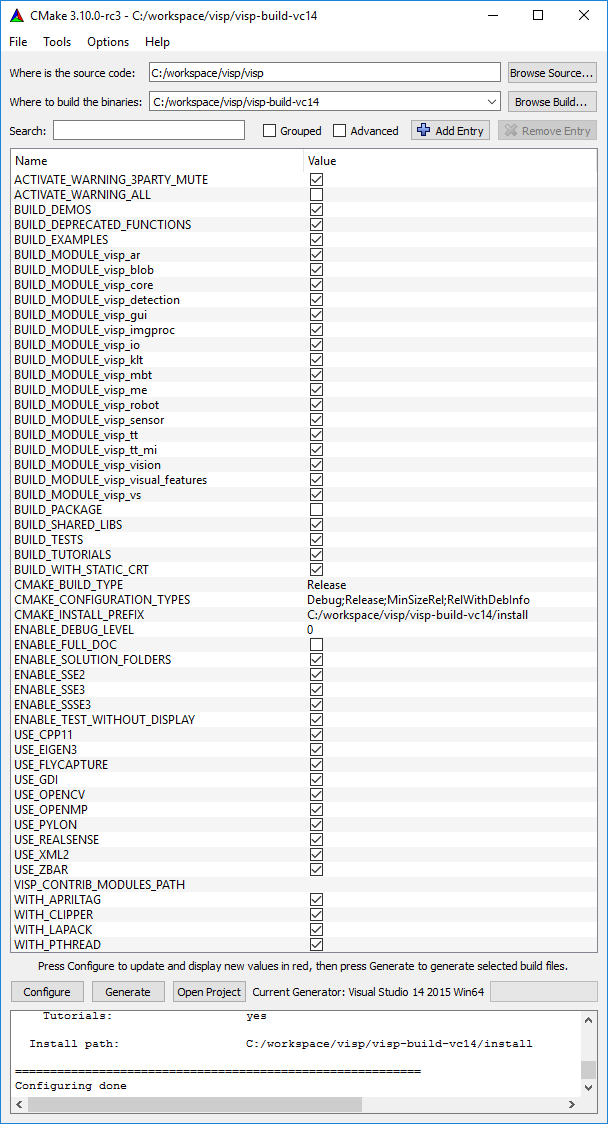 CMake 3.10.0-rc3 - C:/workspace/visp/visp-build-vc14
File Tools Options Help
Where is the source code: C:/workspace/visp/visp Browse Source...
Where to build the binaries: C:/workspace/visp/visp-build-vc14 Browse Build...
Search: Grouped Advanced Add Entry Remove Entry
Name Value
ACTIVATE_WARNING_3PARTY_MUTE
ACTIVATE_WARNING_ALL
BUILD_DEMOS
BUILD_DEPRECATED_FUNCTIONS
BUILD_EXAMPLES
BUILD_MODULE_visp_ar
BUILD_MODULE_visp_blob
BUILD_MODULE_visp_core
BUILD_MODULE_visp_detection
BUILD_MODULE_visp_gui
BUILD_MODULE_visp_imgproc
BUILD_MODULE_visp_io
BUILD_MODULE_visp_klt
BUILD_MODULE_visp_mbt
BUILD_MODULE_visp_me
BUILD_MODULE_visp_robot
BUILD_MODULE_visp_sensor
BUILD_MODULE_visp_tt
BUILD_MODULE_visp_tt_mi
BUILD_MODULE_visp_vision
BUILD_MODULE_visp_visual_features
BUILD_MODULE_visp_vs
BUILD_PACKAGE
BUILD_SHARED_LIBS
BUILD_TESTS
BUILD_TUTORIALS
BUILD_WITH_STATIC_CRT
CMAKE_BUILD_TYPE Release
CMAKE_CONFIGURATION_TYPES Debug;Release;MinSizeRel;RelWithDebInfo
CMAKE_INSTALL_PREFIX C:/workspace/visp/visp-build-vc14/install
ENABLE_DEBUG_LEVEL 0
ENABLE_FULL_DOC
ENABLE_SOLUTION_FOLDERS
ENABLE_SSE2
ENABLE_SSE3
ENABLE_SSSE3
ENABLE_TEST_WITHOUT_DISPLAY
USE_CPP11
USE_EIGEN3
USE_FLYCAPTURE
USE_GDI
USE_OPENCV
USE_OPENMP
USE_PYLON
USE_REALSENSE
USE_XML2
USE_ZBAR
VISP_CONTRIB_MODULES_PATH
WITH_APRILTAG
WITH_CLIPPER
WITH_LAPACK
WITH_PTHREAD
Press Configure to update and display new values in red, then press Generate to generate selected build files.
Configure Generate Open Project Current Generator: Visual Studio 14 2015 Win64
Tutorials: yes
Install path: C:/workspace/visp/visp-build-vc14/install
==========================================================
Configuring done